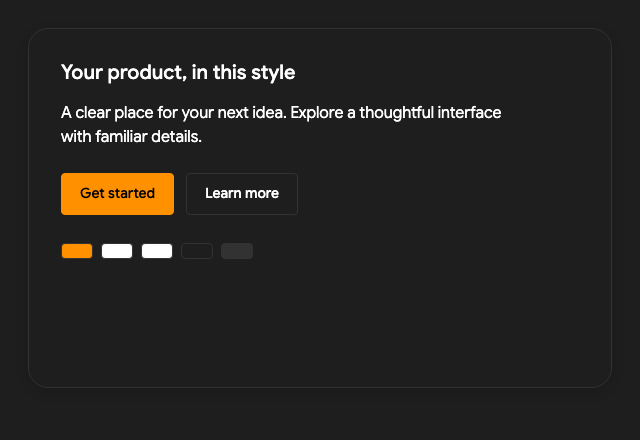 Your product, in this style
A clear place for your next idea. Explore a thoughtful interface
with familiar details.
Get started
Learn more